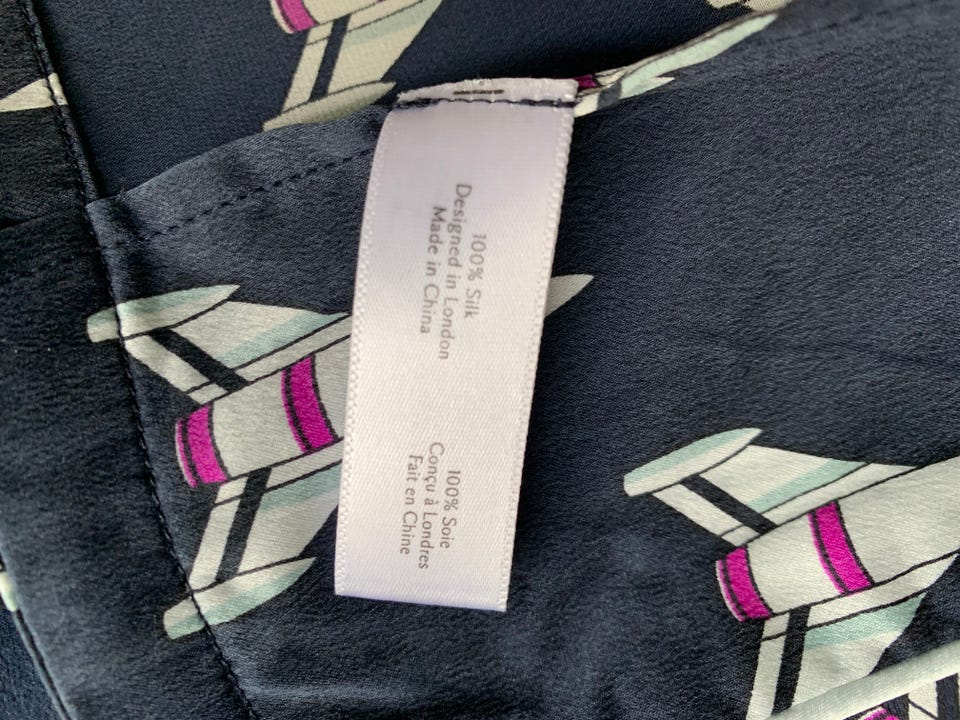 100% Silk
Designed in London
Made in China
100% Soie
Conçu à Londres
Fait en Chine